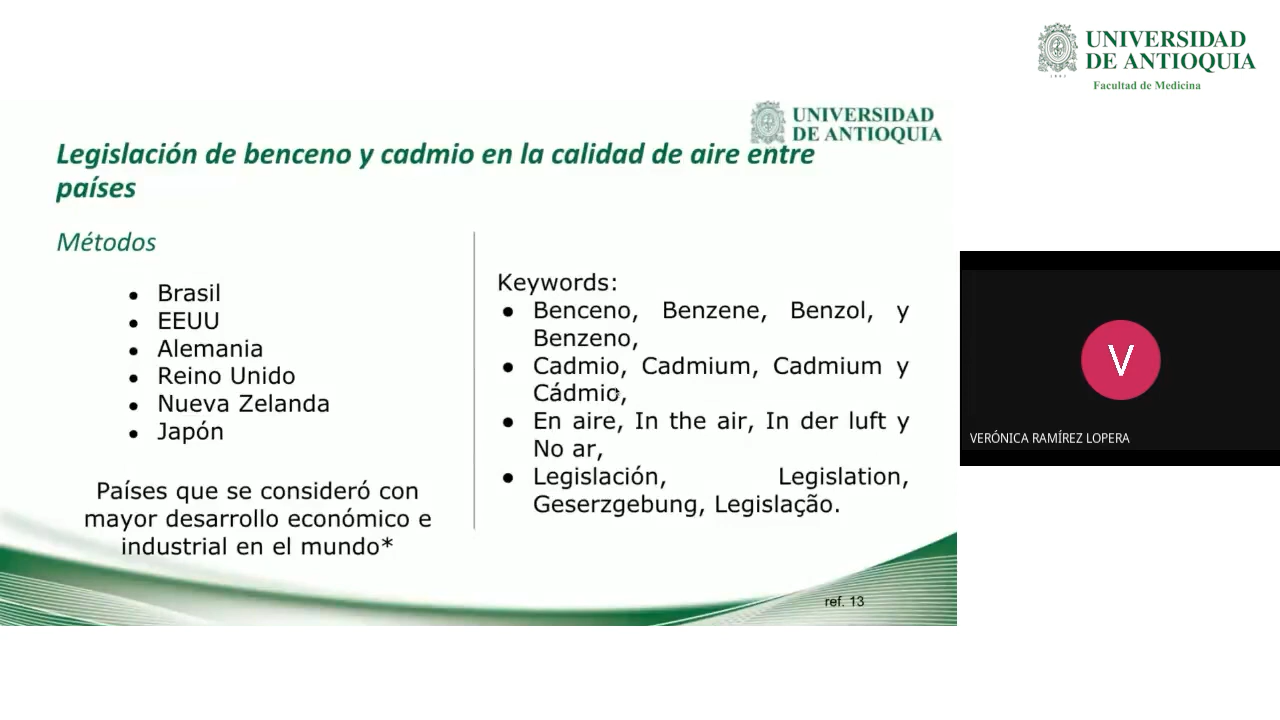 UNIVERSIDAD
DE ANTIOQUIA
Facultad de Medicina
UNIVERSIDAD
DE ANTIOQUIA
Legislación de benceno y cadmio en la calidad de aire entre
países
Métodos
• Brasil
• EEUU
• Alemania
• Reino Unido
• Nueva Zelanda
• Japón
Países que se consideró con
mayor desarrollo económico e
industrial en el mundo*
Keywords:
• Benceno, Benzene, Benzol, y
Benzeno,
• Cadmio, Cadmium, Cadmium y
Cádmio,
• En aire, In the air, In der luft y
No ar,
• Legislación, Legislation,
Geserzgebung, Legislação.
ref. 13
V
VERÓNICA RAMÍREZ LOPERA